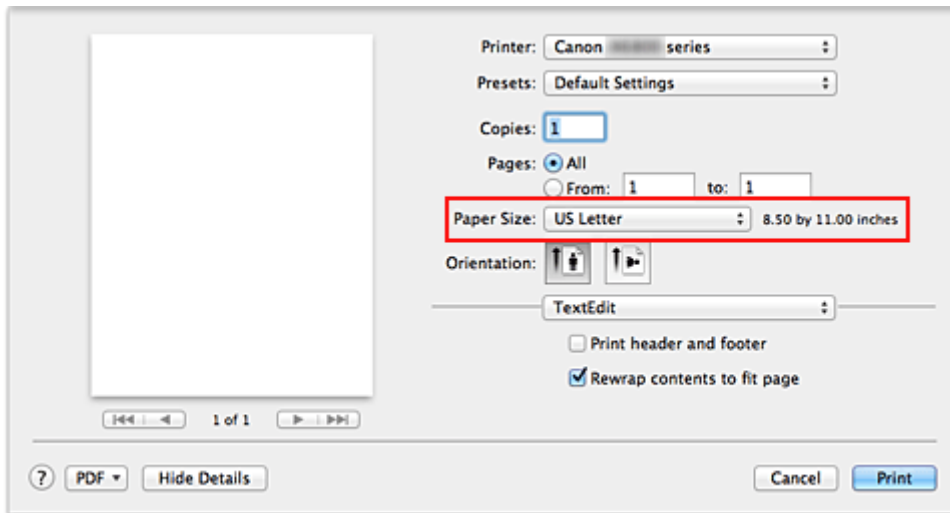 Printer: Canon series
Presets: Default Settings
Copies: 1
Pages: All
From: 1 to: 1
Paper Size: US Letter 8.50 by 11.00 inches
Orientation:
TextEdit
Print header and footer
Rewrap contents to fit page
1 of 1
? PDF Hide Details Cancel Print